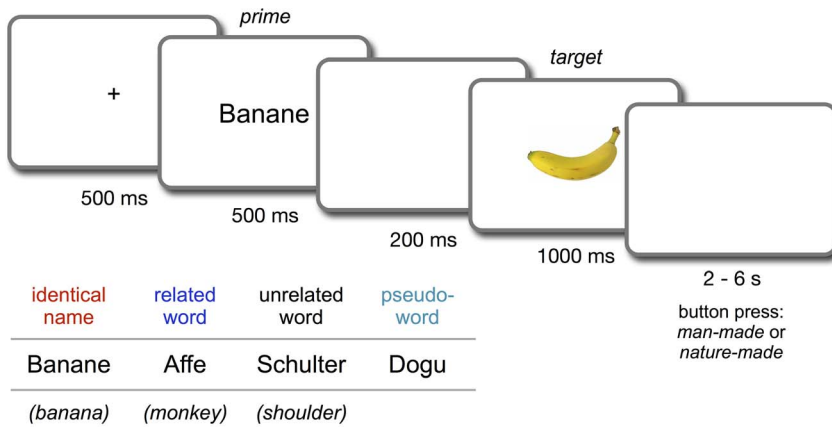 prime
target
+
Banane
500 ms
500 ms
200 ms
1000 ms
2 - 6 s
button press:
man-made or
nature-made
identical related unrelated pseudo-
name word word word
Banane Affe Schulter Dogu
(banana) (monkey) (shoulder)